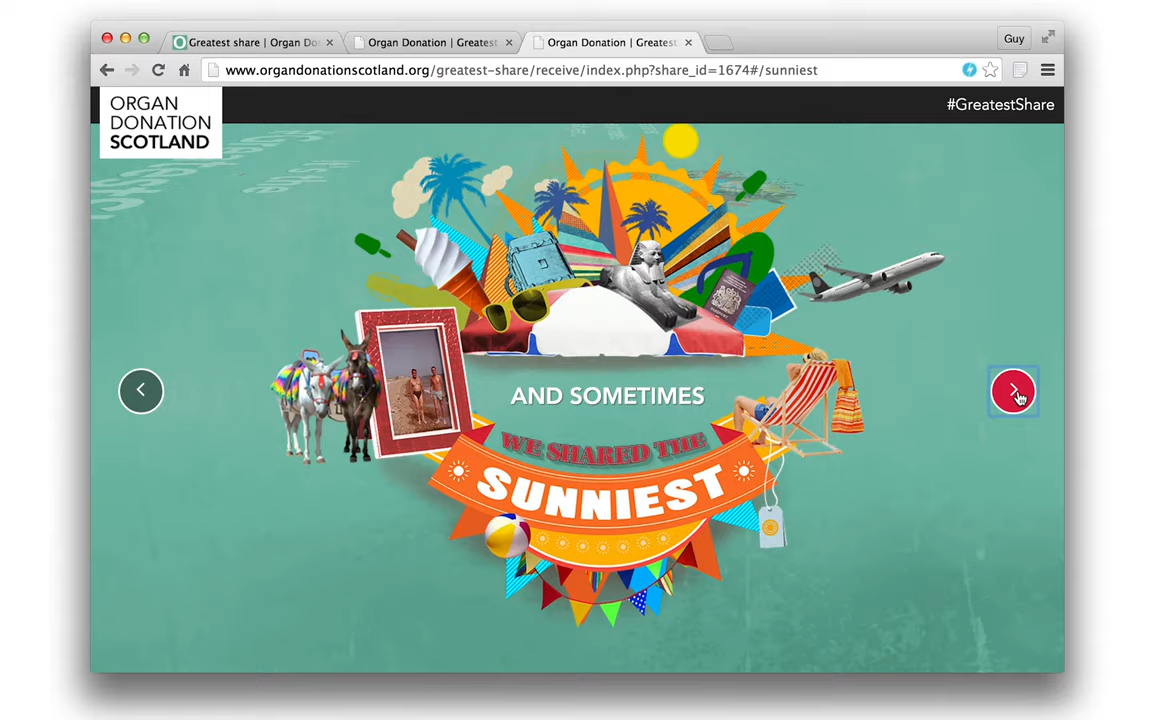 Greatest share | Organ Do
Organ Donation | Greatest
Organ Donation | Greatest
Guy
www.organdonationscotland.org/greatest-share/receive/index.php?share_id=1674#/sunniest
ORGAN
DONATION
SCOTLAND
#GreatestShare
AND SOMETIMES
WE SHARED THE
SUNNIEST